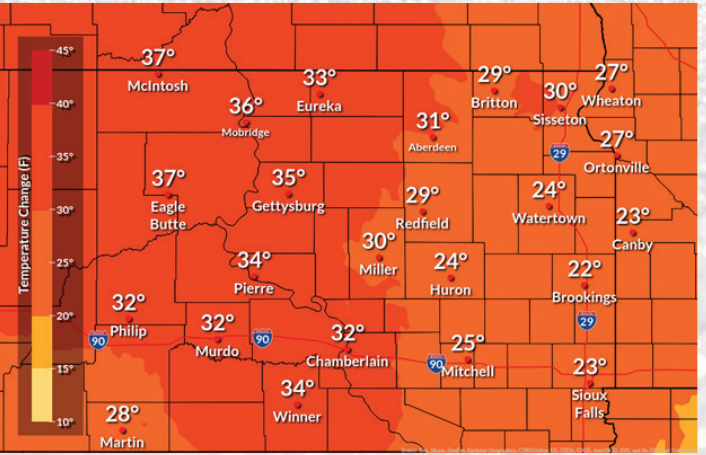 Temperature Change (F)
45°
40°
35°
30°
25°
20°
15°
10°
37°
McIntosh
33°
Eureka
29°
Britton
30°
Sisseton
27°
Wheaton
36°
Mobridge
31°
Aberdeen
29
27°
Ortonville
37°
Eagle
Butte
35°
Gettysburg
29°
Redfield
24°
Watertown
23°
Canby
30°
Miller
34°
Pierre
24°
Huron
22°
Brookings
32°
Philip
90
32°
Murdo
90
32°
Chamberlain
29
90
25°
Mitchell
23°
Sioux
Falls
34°
Winner
28°
Martin